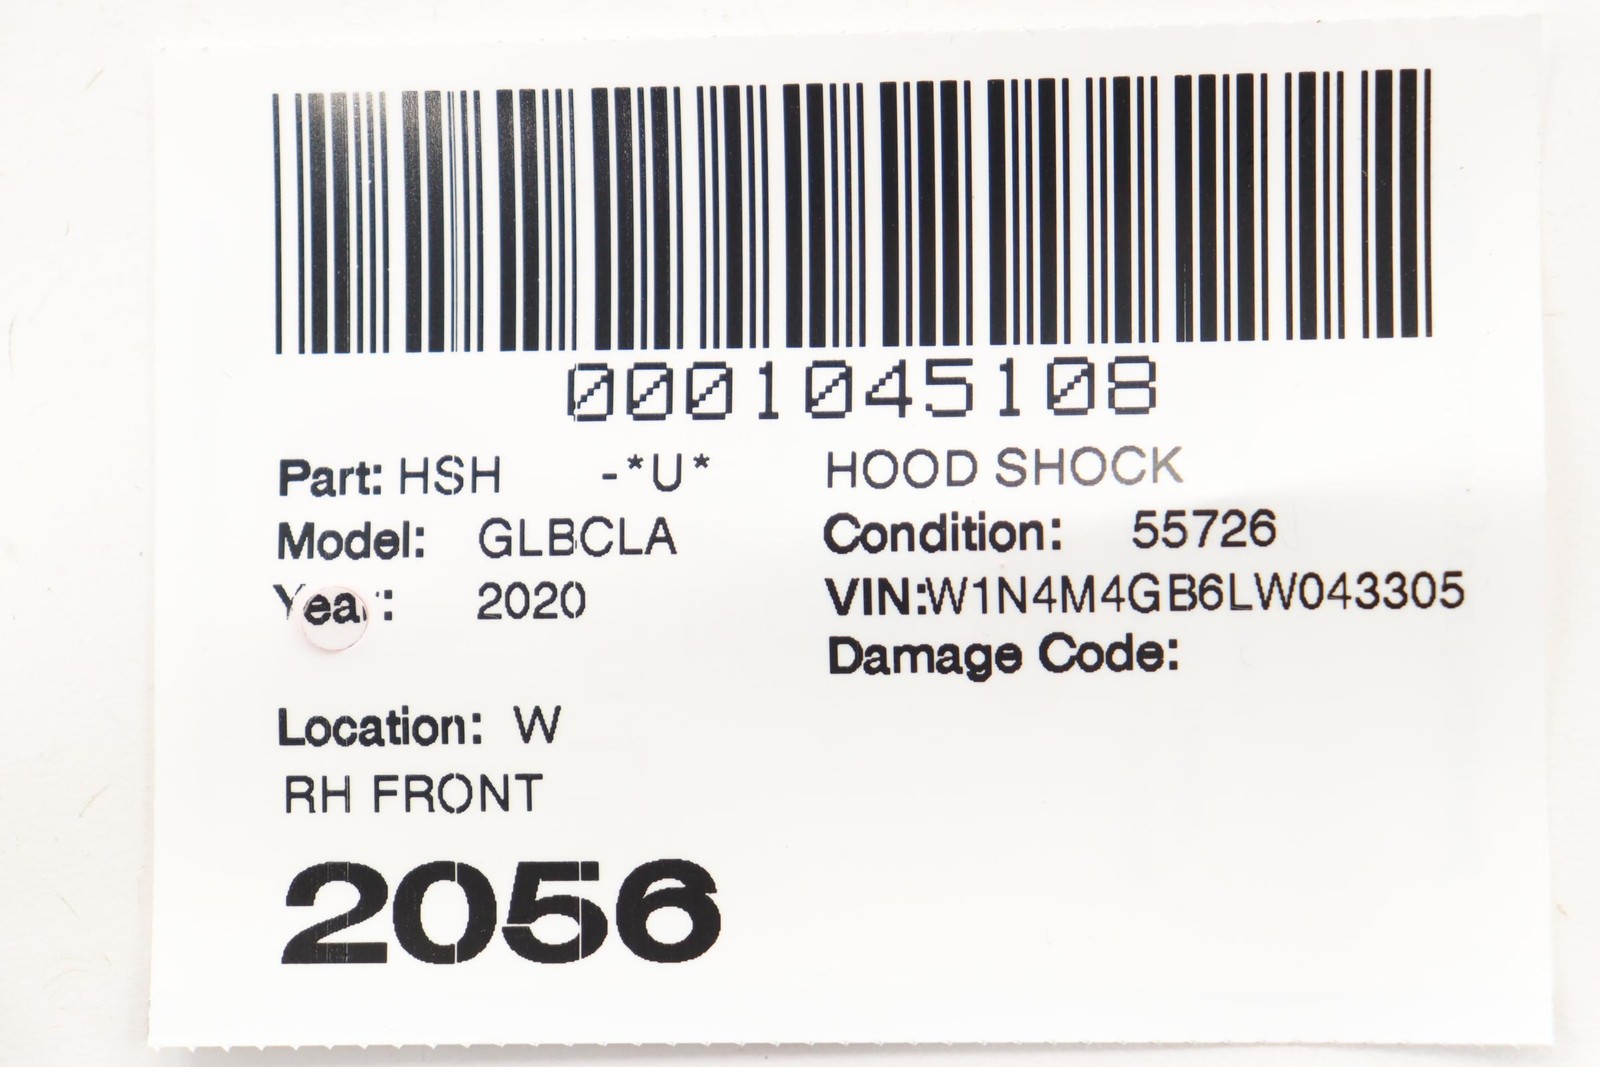 0001045108
Part: HSH -*U* HOOD SHOCK
Model: GLBCLA Condition: 55726
Year: 2020 VIN:W1N4M4GB6LW043305
Damage Code:
Location: W
RH FRONT
2056